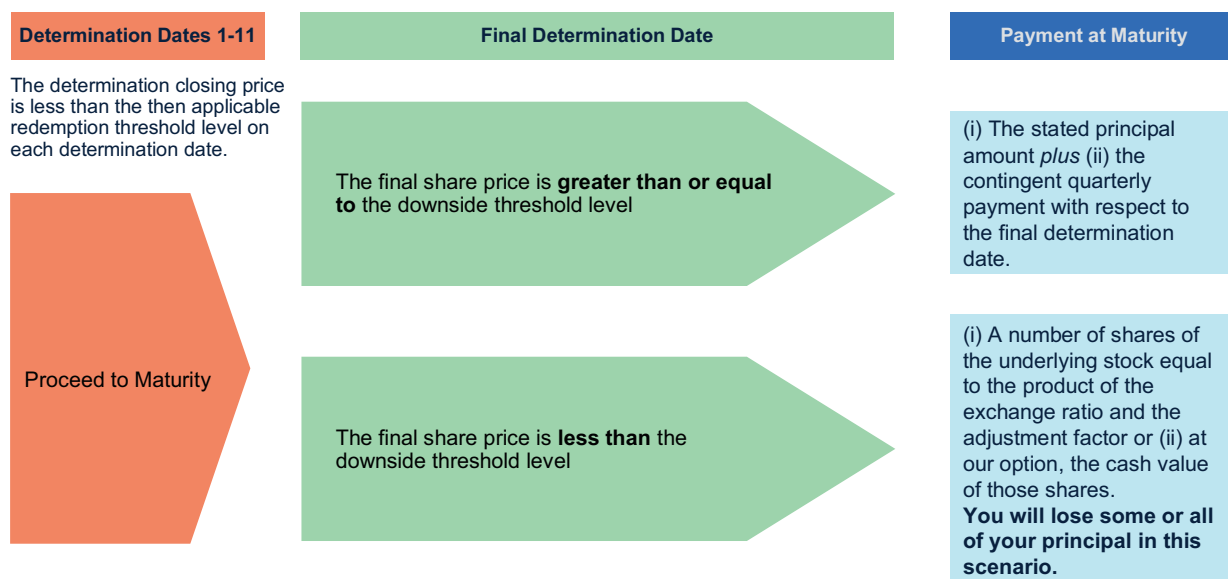 Determination Dates 1-11
Final Determination Date
Payment at Maturity
The determination closing price
is less than the then applicable
redemption threshold level on
each determination date.
Proceed to Maturity
The final share price is greater than or equal
to the downside threshold level
(i) The stated principal
amount plus (ii) the
contingent quarterly
payment with respect to
the final determination
date.
The final share price is less than the
downside threshold level
(i) A number of shares of
the underlying stock equal
to the product of the
exchange ratio and the
adjustment factor or (ii) at
our option, the cash value
of those shares.
You will lose some or all
of your principal in this
scenario.